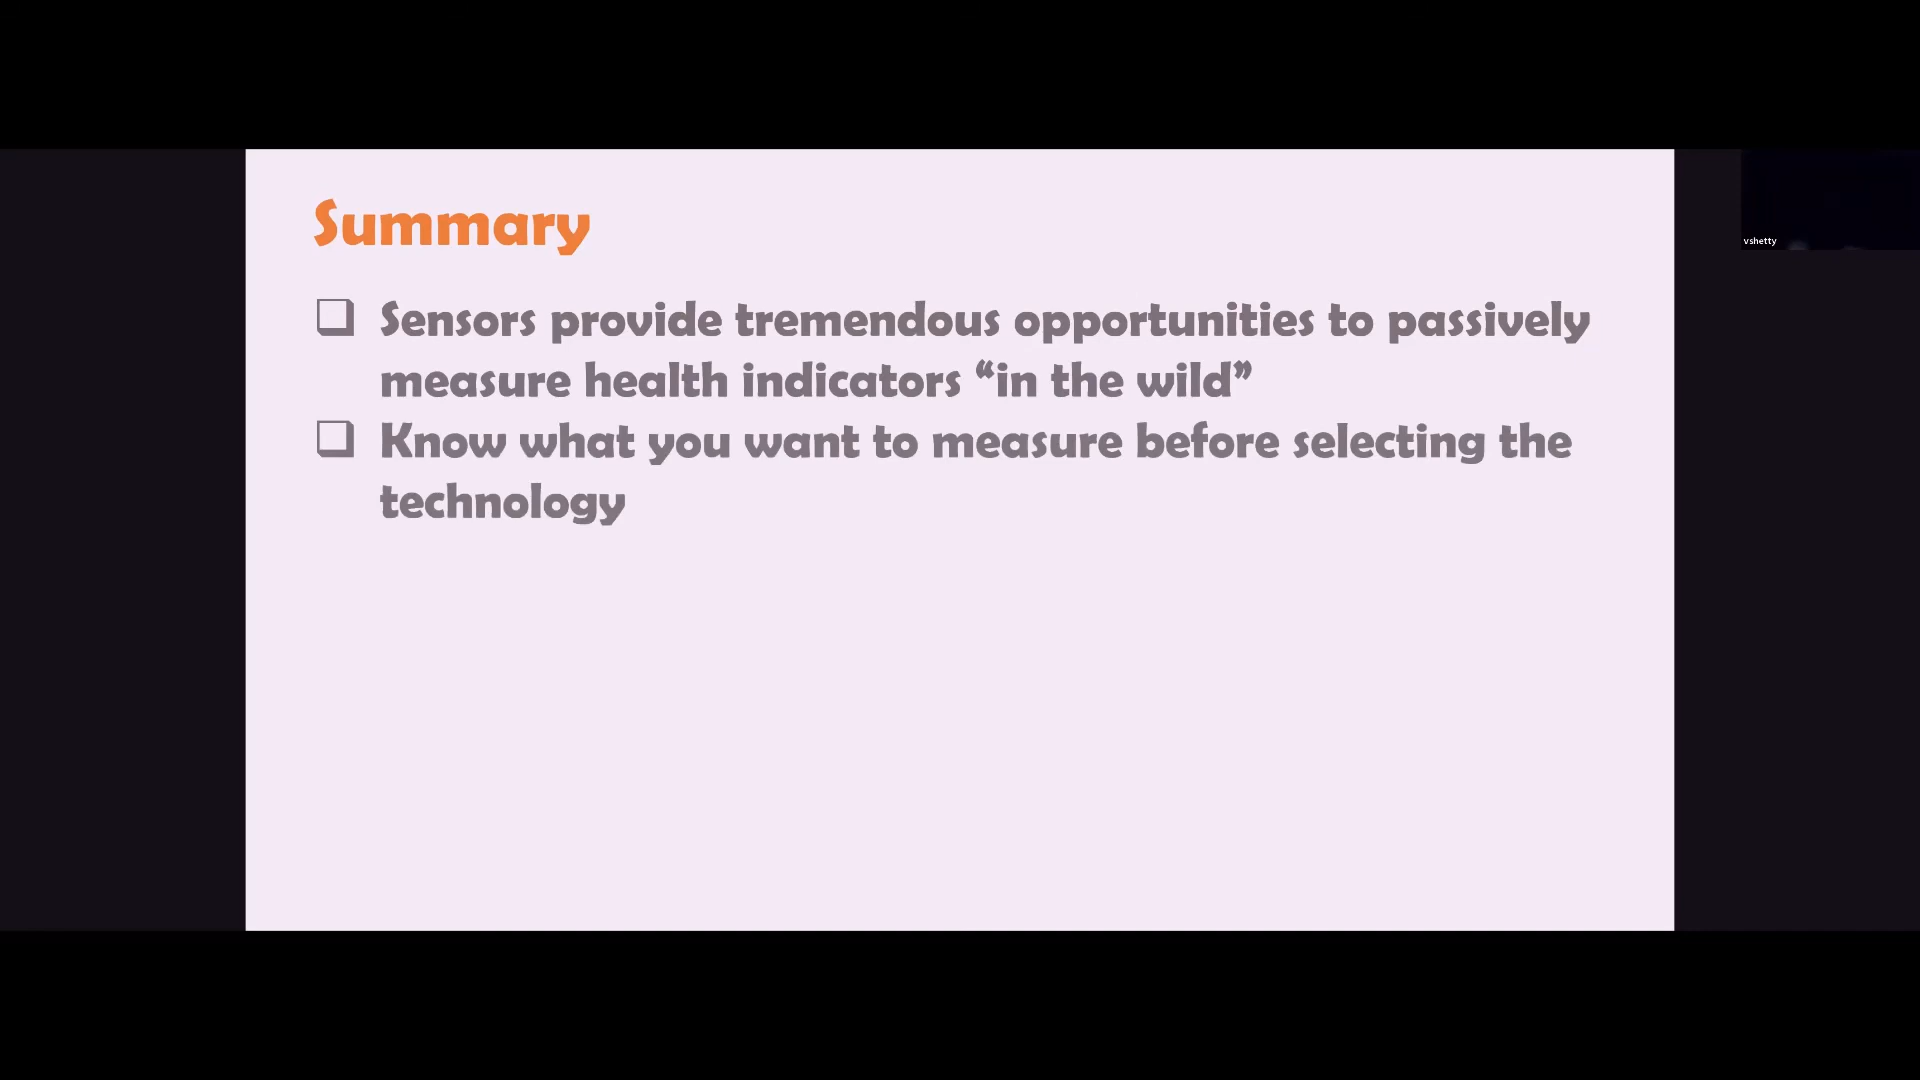 Summary
❑ Sensors provide tremendous opportunities to passively
measure health indicators “in the wild”
❑ Know what you want to measure before selecting the
technology
vshetty